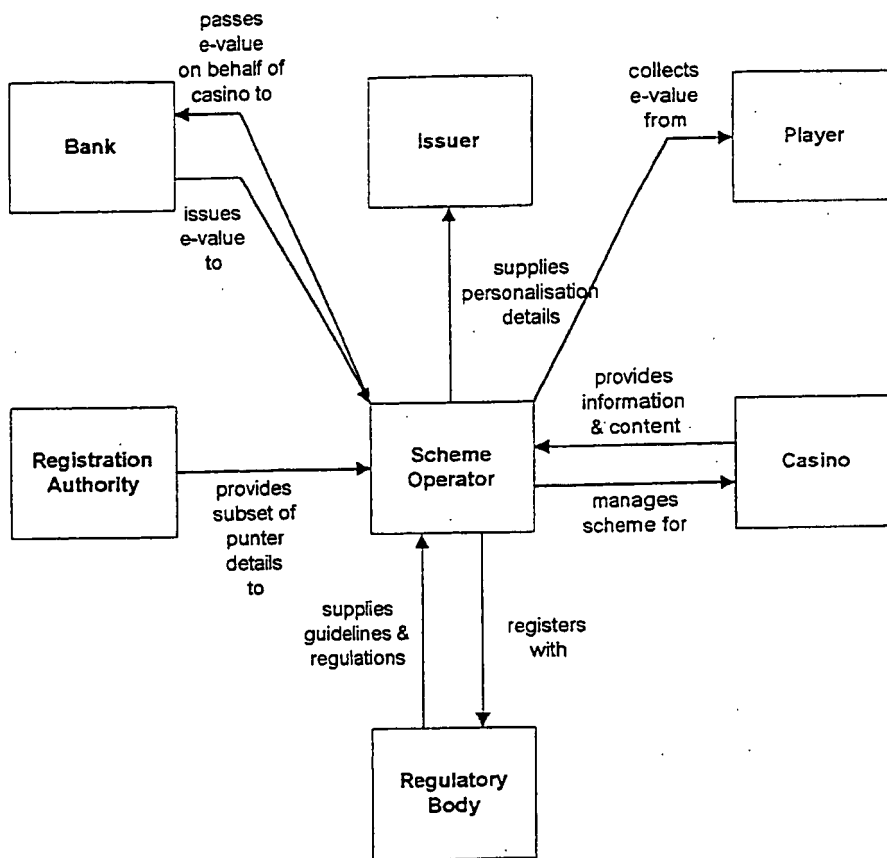 passes
e-value
on behalf of
casino to
Bank
issues
e-value
to
Issuer
collects
e-value
from
Player
supplies
personalisation
details
Registration
Authority
provides
subset of
punter
details
to
Scheme
Operator
provides
information
& content
Casino
manages
scheme for
supplies
guidelines &
regulations
registers
with
Regulatory
Body